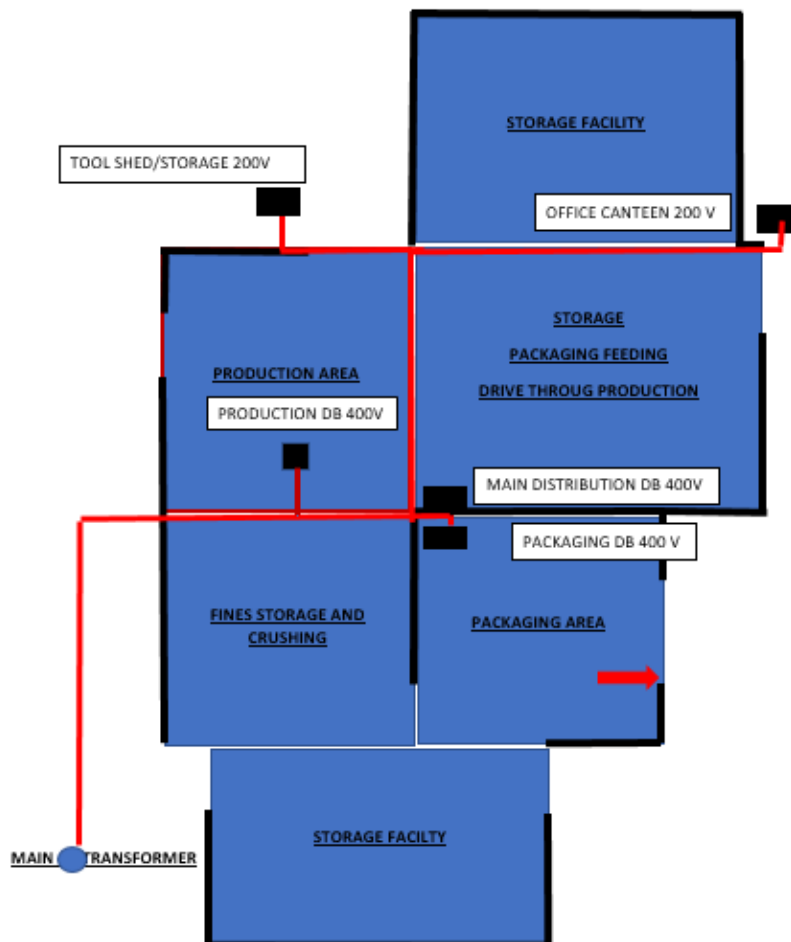 STORAGE FACILITY
TOOL SHED/STORAGE 200V
OFFICE CANTEEN 200 V
STORAGE
PACKAGING FEEDING
DRIVE THROUG PRODUCTION
PRODUCTION AREA
PRODUCTION DB 400V
MAIN DISTRIBUTION DB 400V
PACKAGING DB 400 V
FINES STORAGE AND
CRUSHING
PACKAGING AREA
STORAGE FACILTY
MAIN TRANSFORMER